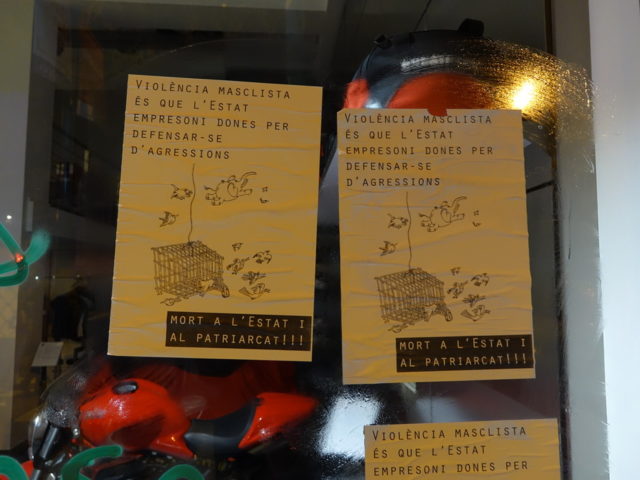 Violència masclista
és que l'Estat
empresoni dones per
defensar-se
d'agressions
mort a l'Estat i
al patriarcat!!!
Violència masclista
és que l'Estat
empresoni dones per
defensar-se
d'agressions
mort a l'Estat i
al patriarcat!!!
Violència masclista
és que l'Estat
empresoni dones per